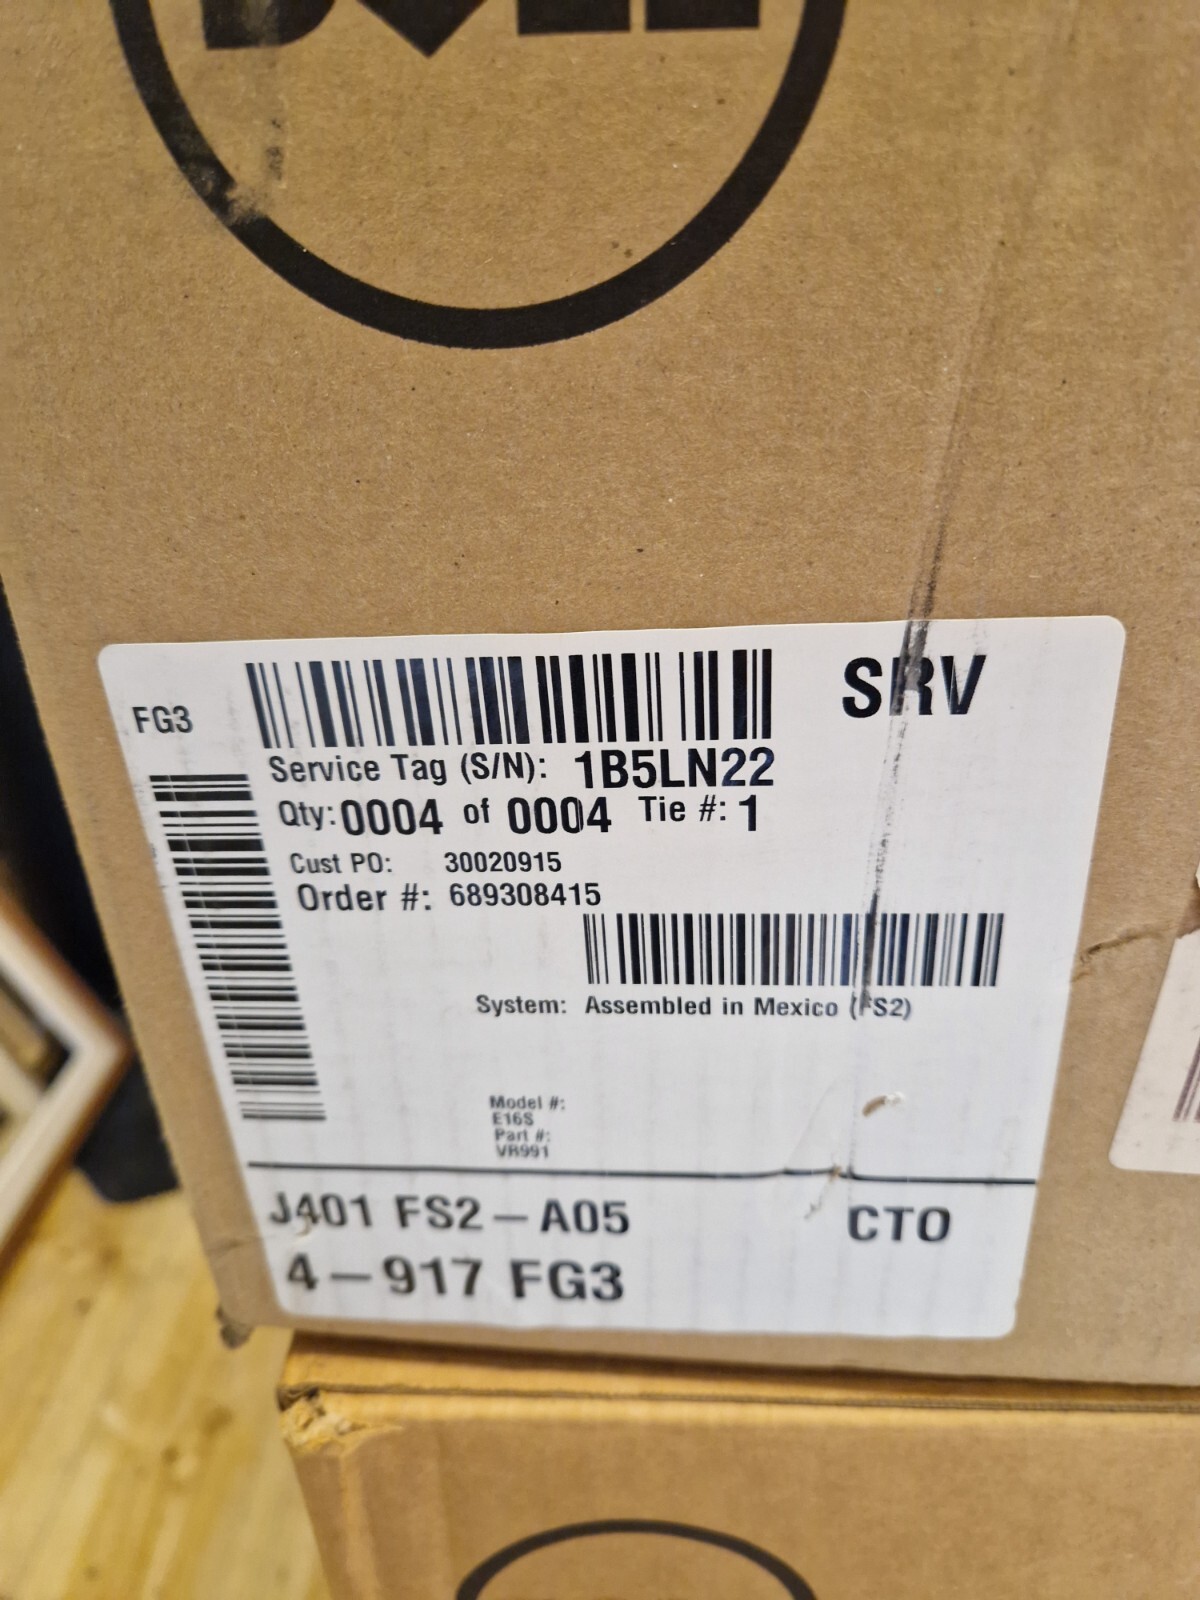 DELL
SRV
FG3
Service Tag (S/N): 1B5LN22
Qty: 0004 of 0004 Tie #: 1
Cust PO: 30020915
Order #: 689308415
System: Assembled in Mexico (FS2)
Model #:
E16S
Part #:
VR991
J401 FS2-A05
CTO
4-917 FG3